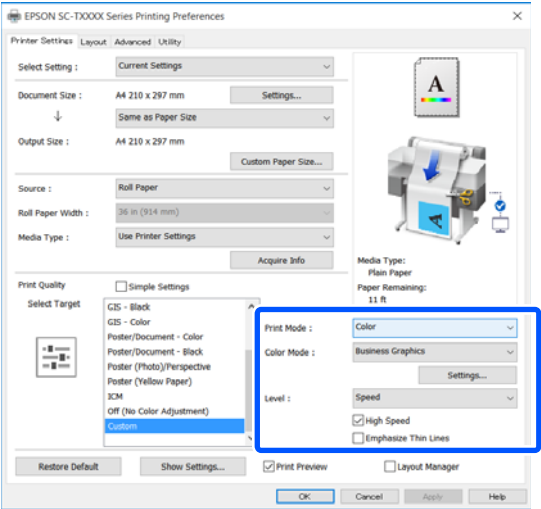 EPSON SC-TXXXX Series Printing Preferences
Printer Settings Layout Advanced Utility
Select Setting : Current Settings
Document Size : A4 210 x 297 mm Settings...
Same as Paper Size
Output Size : A4 210 x 297 mm
Custom Paper Size...
Source : Roll Paper
Roll Paper Width : 36 in (914 mm)
Media Type : Use Printer Settings
Acquire Info
A
A
Media Type:
Plain Paper
Paper Remaining:
11 ft
Print Quality Simple Settings
Select Target
GIS - Black
GIS - Color
Poster/Document - Color
Poster/Document - Black
Poster (Photo)/Perspective
Poster (Yellow Paper)
ICM
Off (No Color Adjustment)
Custom
Print Mode : Color
Color Mode : Business Graphics
Settings...
Level : Speed
High Speed
Emphasize Thin Lines
Restore Default Show Settings... Print Preview Layout Manager
OK Cancel Apply Help